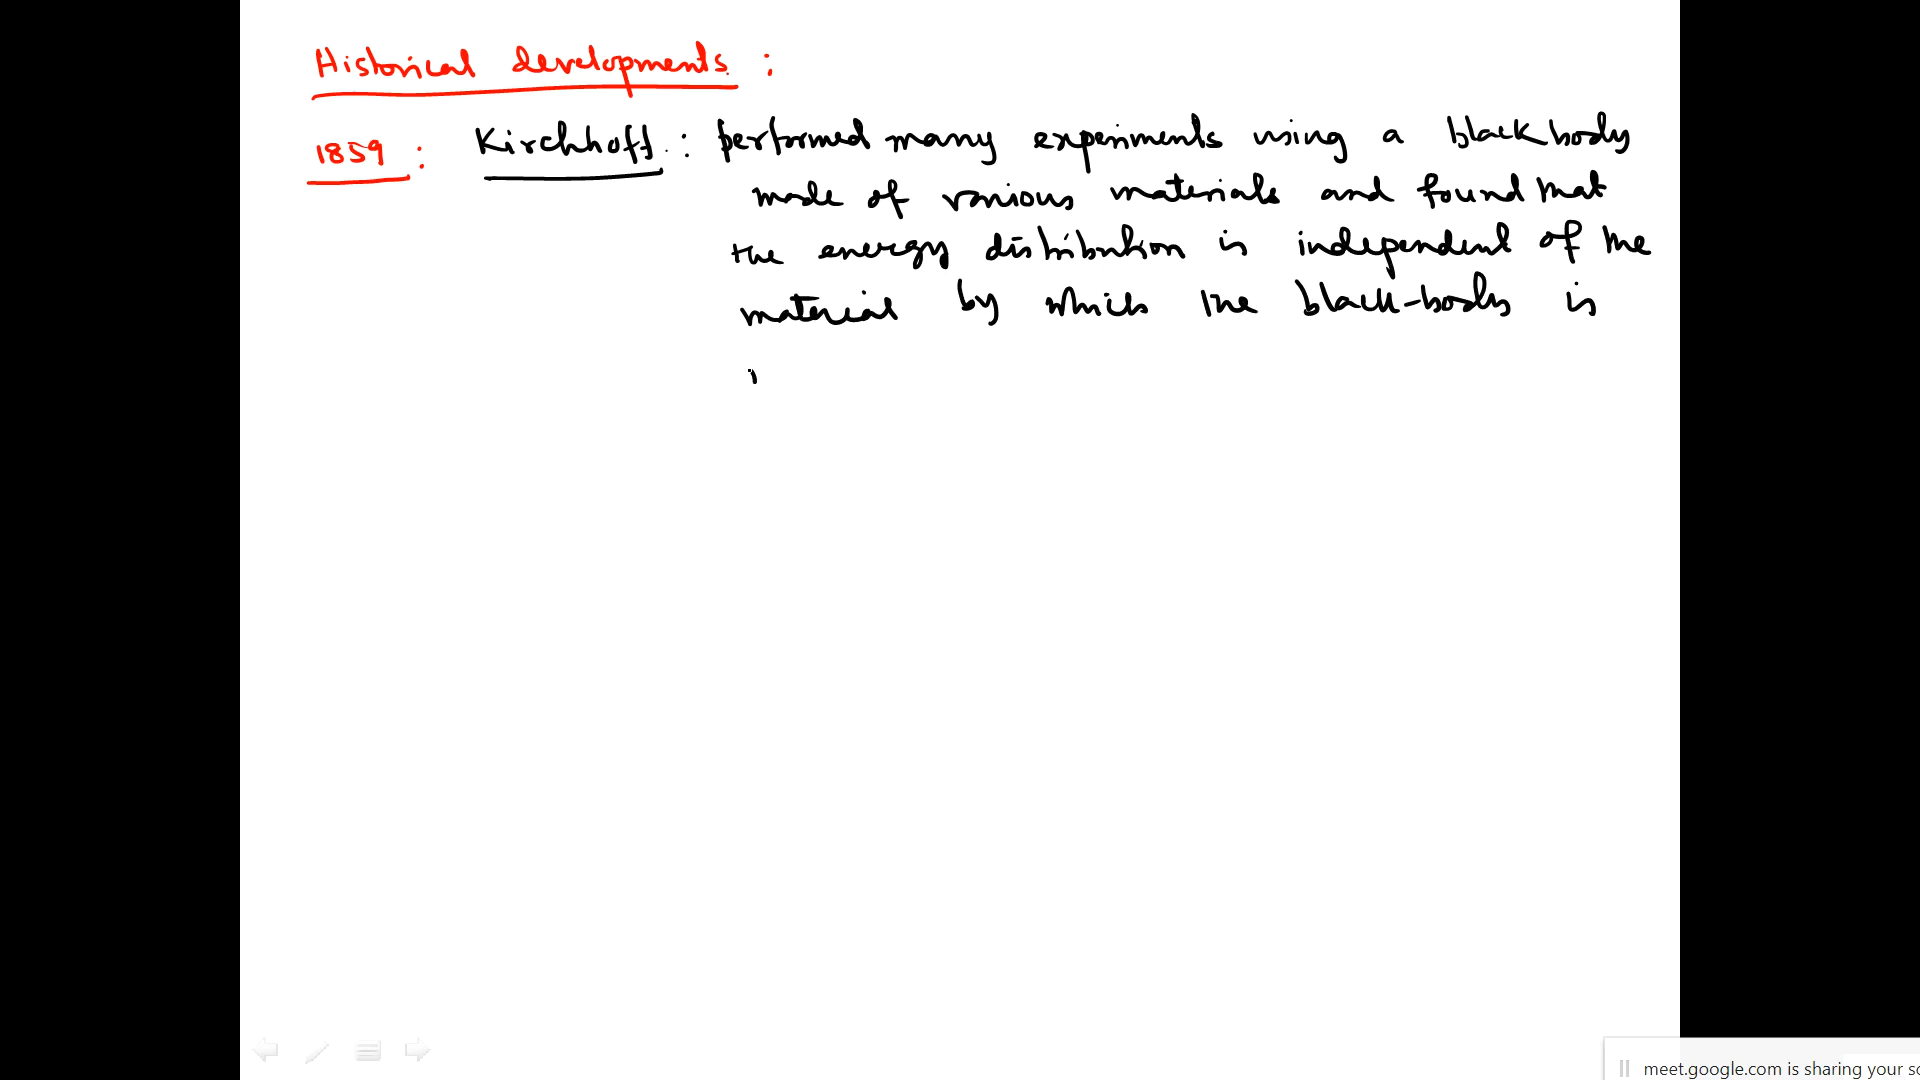 Historical developments :
1859 : Kirchhoff : performed many experiments using a black body
made of various materials and found that
the energy distribution is independent of the
material by which the black-body is
meet.google.com is sharing your sc